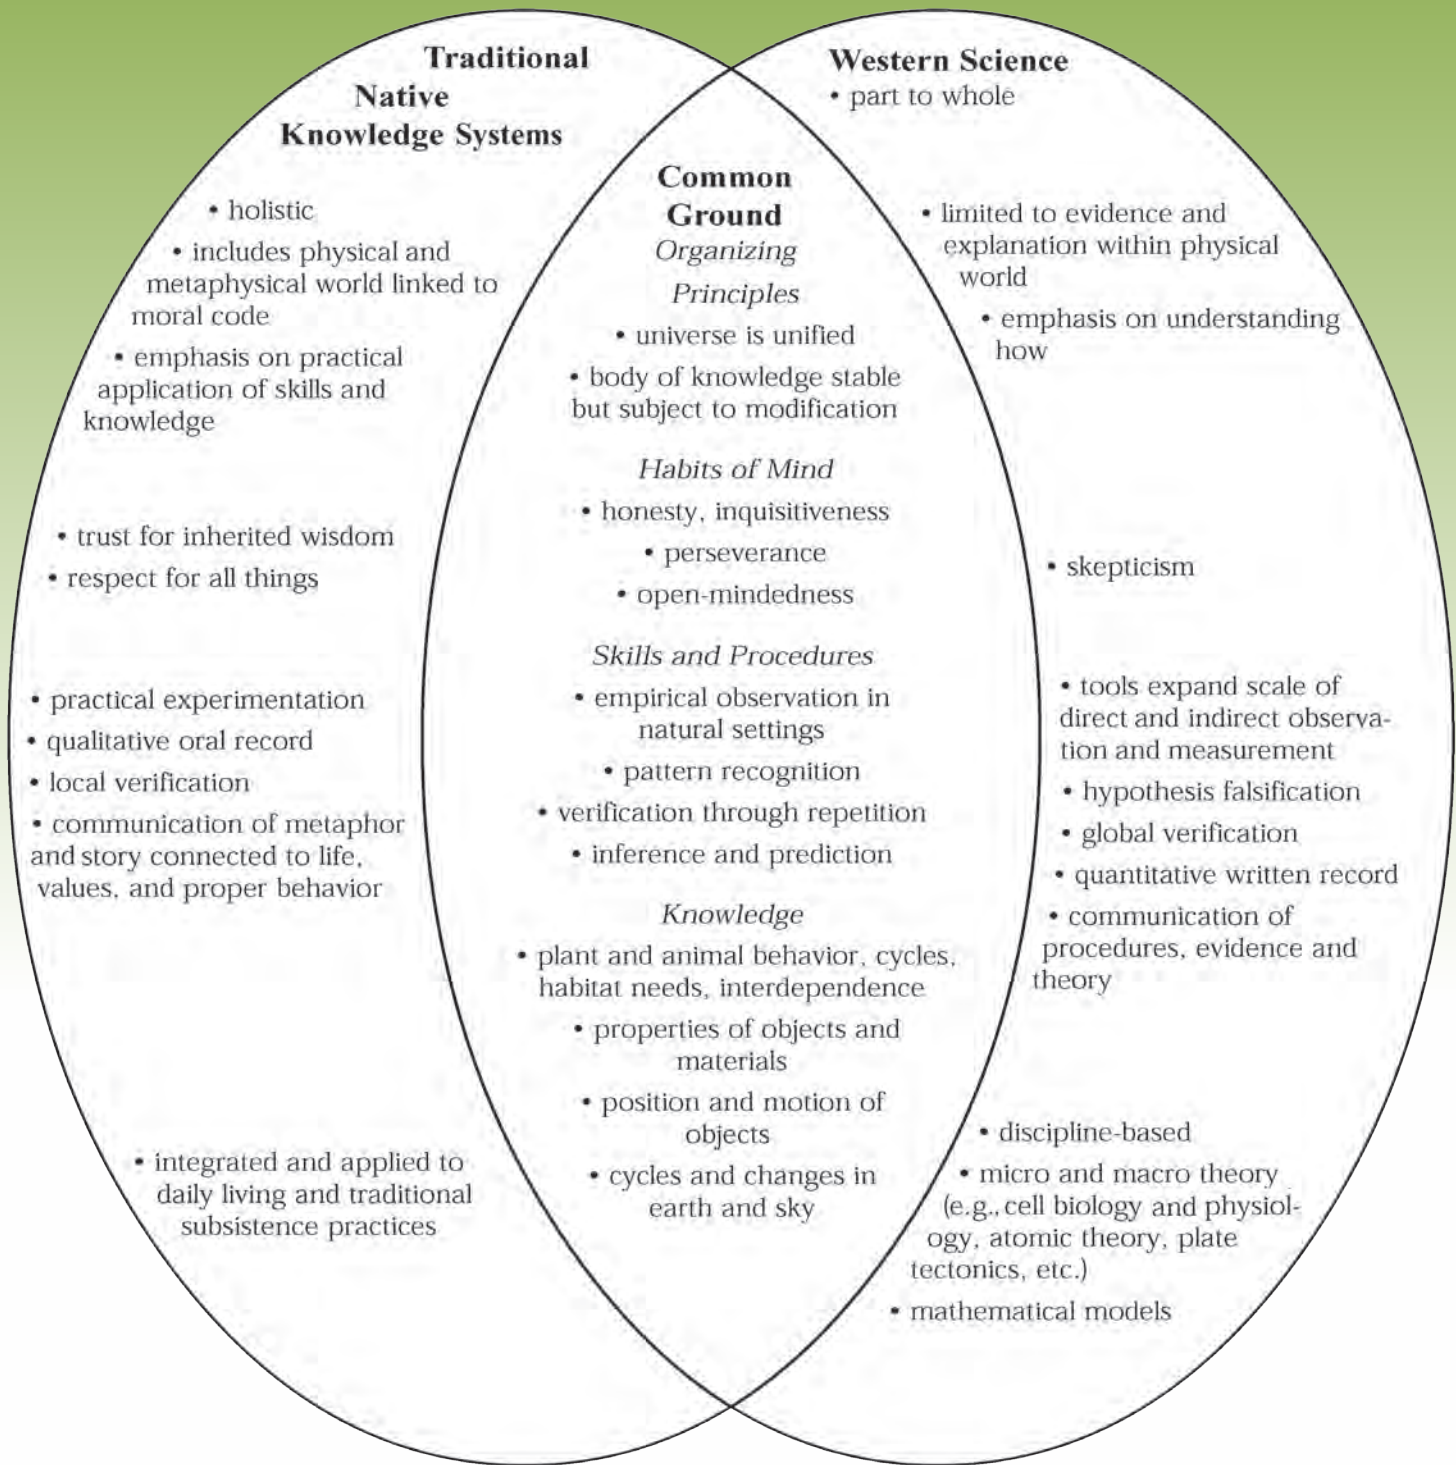 Traditional
Native
Knowledge Systems
• holistic
• includes physical and
metaphysical world linked to
moral code
• emphasis on practical
application of skills and
knowledge
• trust for inherited wisdom
• respect for all things
• practical experimentation
• qualitative oral record
• local verification
• communication of metaphor
and story connected to life,
values, and proper behavior
• integrated and applied to
daily living and traditional
subsistence practices
Common
Ground
Organizing
Principles
• universe is unified
• body of knowledge stable
but subject to modification
Habits of Mind
• honesty, inquisitiveness
• perseverance
• open-mindedness
Skills and Procedures
• empirical observation in
natural settings
• pattern recognition
• verification through repetition
• inference and prediction
Knowledge
• plant and animal behavior, cycles,
habitat needs, interdependence
• properties of objects and
materials
• position and motion of
objects
• cycles and changes in
earth and sky
Western Science
• part to whole
• limited to evidence and
explanation within physical
world
• emphasis on understanding
how
• skepticism
• tools expand scale of
direct and indirect observa-
tion and measurement
• hypothesis falsification
• global verification
• quantitative written record
• communication of
procedures, evidence and
theory
• discipline-based
• micro and macro theory
(e.g., cell biology and physiol-
ogy, atomic theory, plate
tectonics, etc.)
• mathematical models